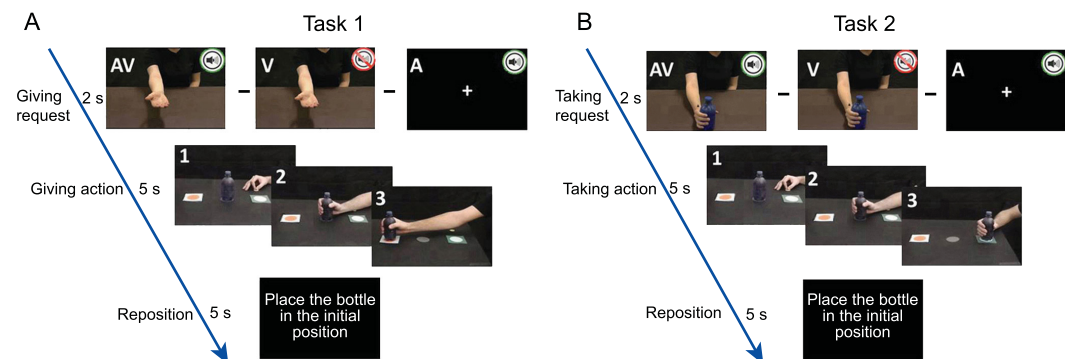 A
Task 1
AV
V
A
Giving
request
2 s
1
2
3
Giving action
5 s
Reposition
5 s
Place the bottle
in the initial
position
B
Task 2
AV
V
A
Taking
request
2 s
1
2
3
Taking action
5 s
Reposition
5 s
Place the bottle
in the initial
position